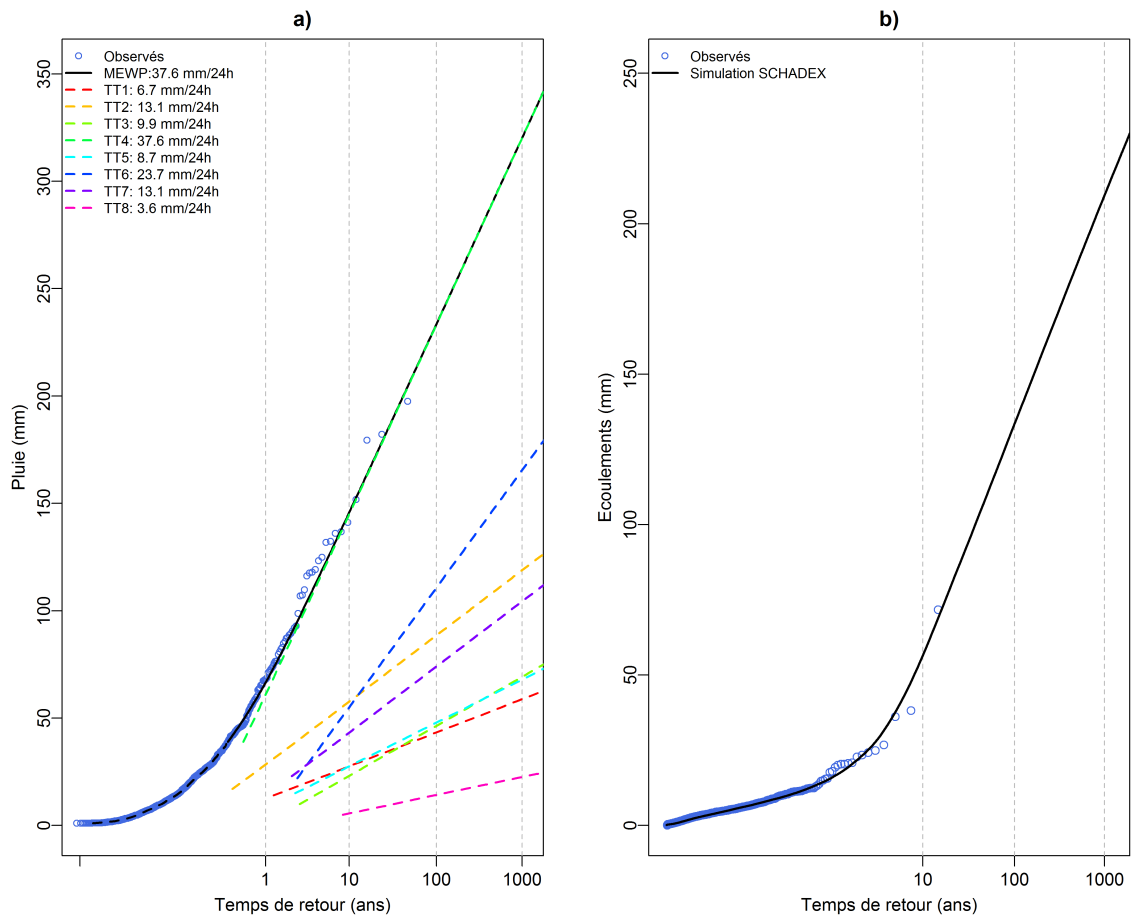 a)
Observés
MEWP:37.6 mm/24h
TT1: 6.7 mm/24h
TT2: 13.1 mm/24h
TT3: 9.9 mm/24h
TT4: 37.6 mm/24h
TT5: 8.7 mm/24h
TT6: 23.7 mm/24h
TT7: 13.1 mm/24h
TT8: 3.6 mm/24h
Pluie (mm)
350
300
250
200
150
100
50
0
1 10 100 1000
Temps de retour (ans)
b)
Observés
Simulation SCHADEX
Ecoulements (mm)
250
200
150
100
50
0
10 100 1000
Temps de retour (ans)